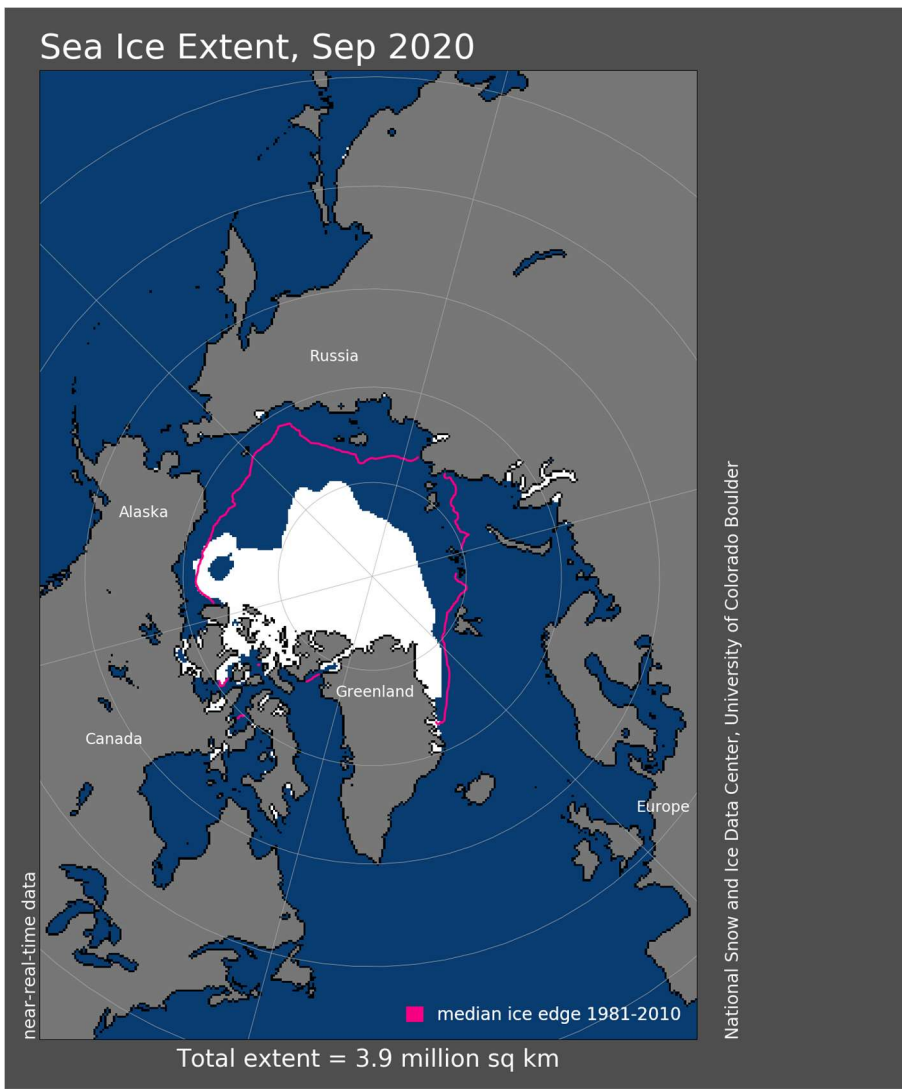 Sea Ice Extent, Sep 2020
Russia
Alaska
Greenland
Canada
Europe
near-real-time data
National Snow and Ice Data Center, University of Colorado Boulder
median ice edge 1981-2010
Total extent = 3.9 million sq km